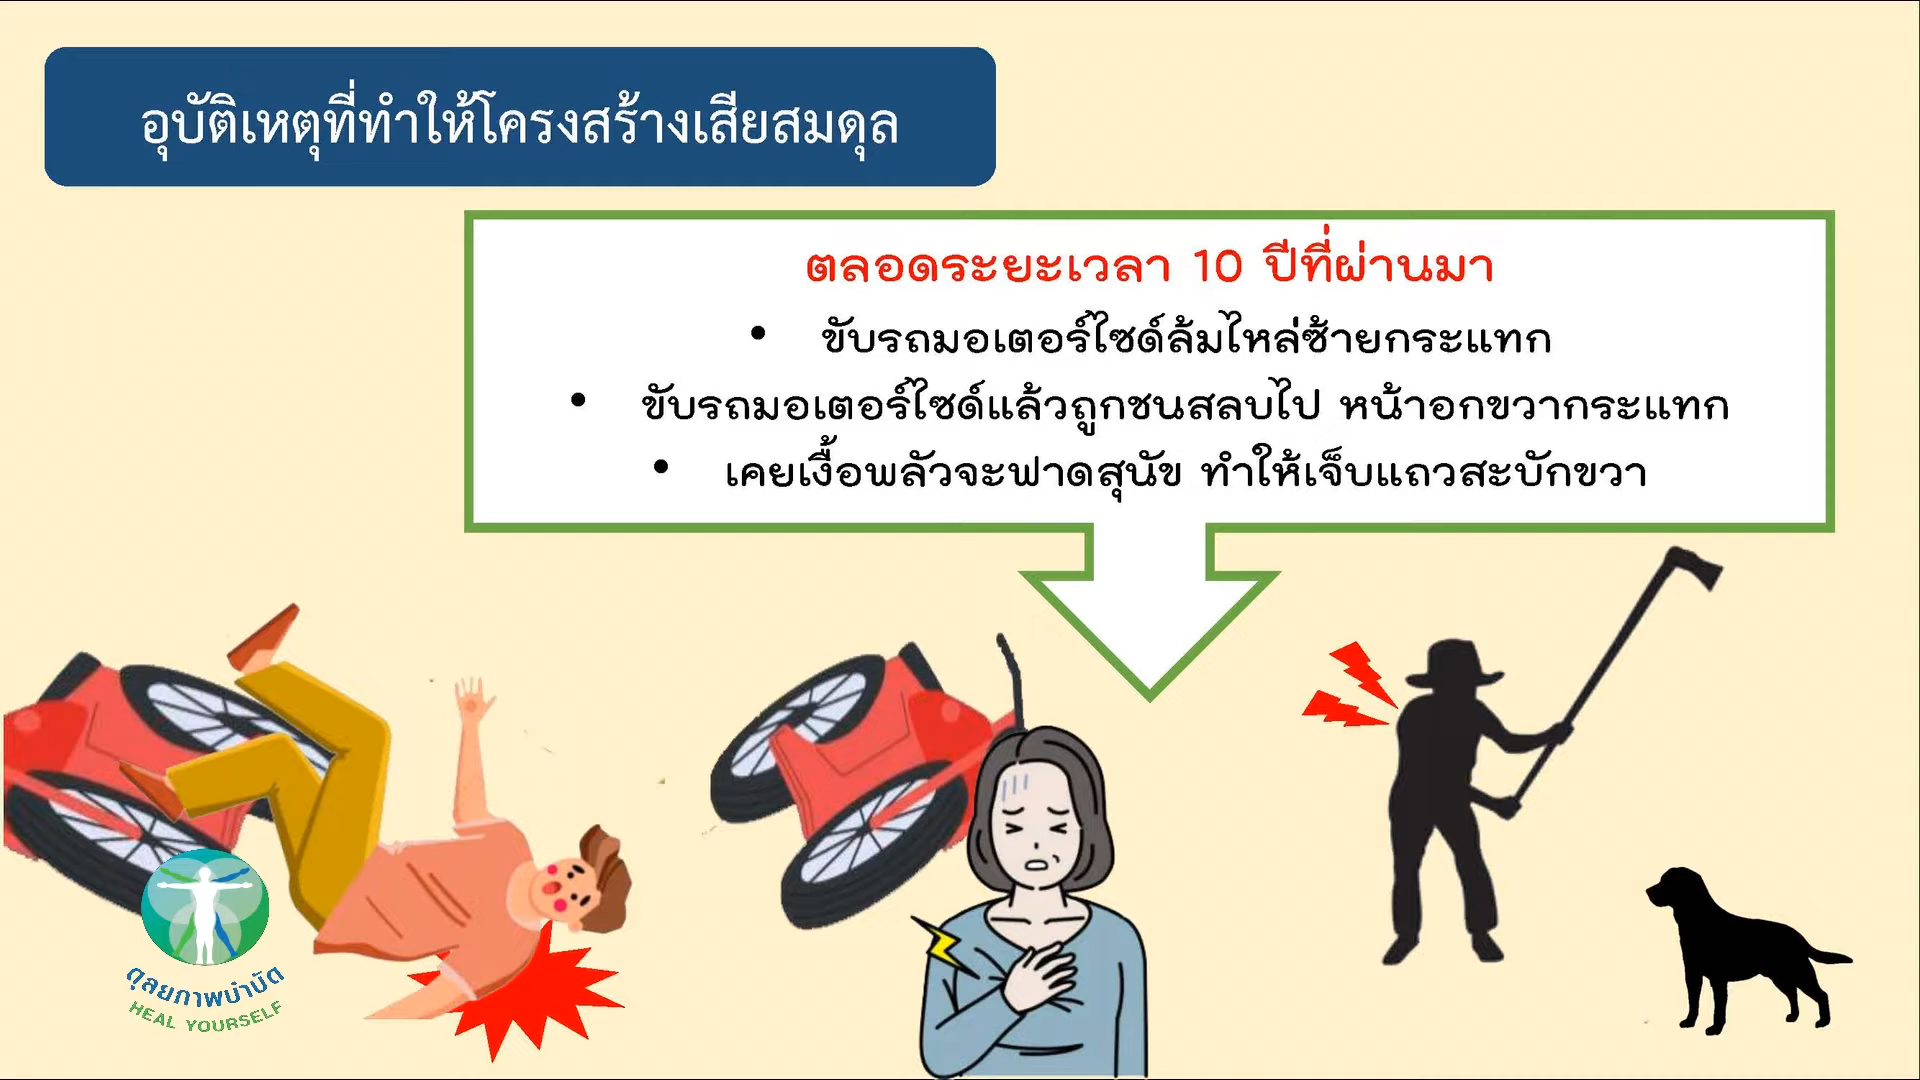 อุบัติเหตุที่ทำให้โครงสร้างเสียสมดุล
ตลอดระยะเวลา 10 ปีที่ผ่านมา
• ขับรถมอเตอร์ไซด์ล้มไหล่ซ้ายกระแทก
• ขับรถมอเตอร์ไซด์แล้วถูกชนสลบไป หน้าอกขวากระแทก
• เคยเงื้อพลัวจะฟาดสุนัข ทำให้เจ็บแถวสะบักขวา
ดุลยภาพบำบัด
HEAL YOURSELF